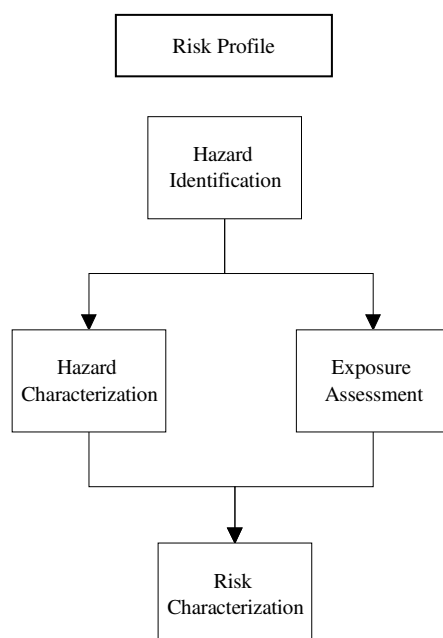 Risk Profile
Hazard
Identification
Hazard
Characterization
Exposure
Assessment
Risk
Characterization